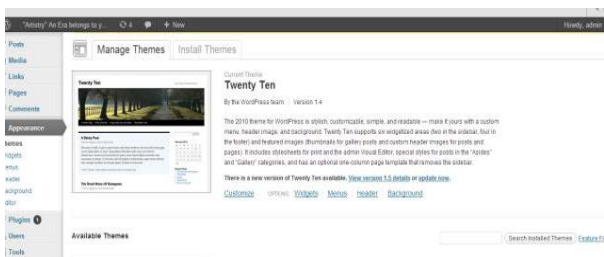 "Artistry" An Era belongs to y... 4 + New Howdy, admin
Posts
Media
Links
Pages
Comments
Appearance
Themes
Widgets
Menus
Header
Background
Editor
Plugins 1
Users
Tools
Manage Themes Install Themes
Twenty Ten
A Sticky Post
Current Theme
Twenty Ten
By the WordPress team Version 1.4
The 2010 theme for WordPress is stylish, customizable, simple, and readable — make it yours with a custom
menu, header image, and background. Twenty Ten supports six widgetized areas (two in the sidebar, four in
the footer) and featured images (thumbnails for gallery posts and custom header images for posts and
pages). It includes stylesheets for print and the admin Visual Editor, special styles for posts in the "Asides"
and "Gallery" categories, and has an optional one-column page template that removes the sidebar.
There is a new version of Twenty Ten available. View version 1.5 details or update now.
Customize OPTIONS: Widgets Menus Header Background
Available Themes
Search Installed Themes Feature Fi